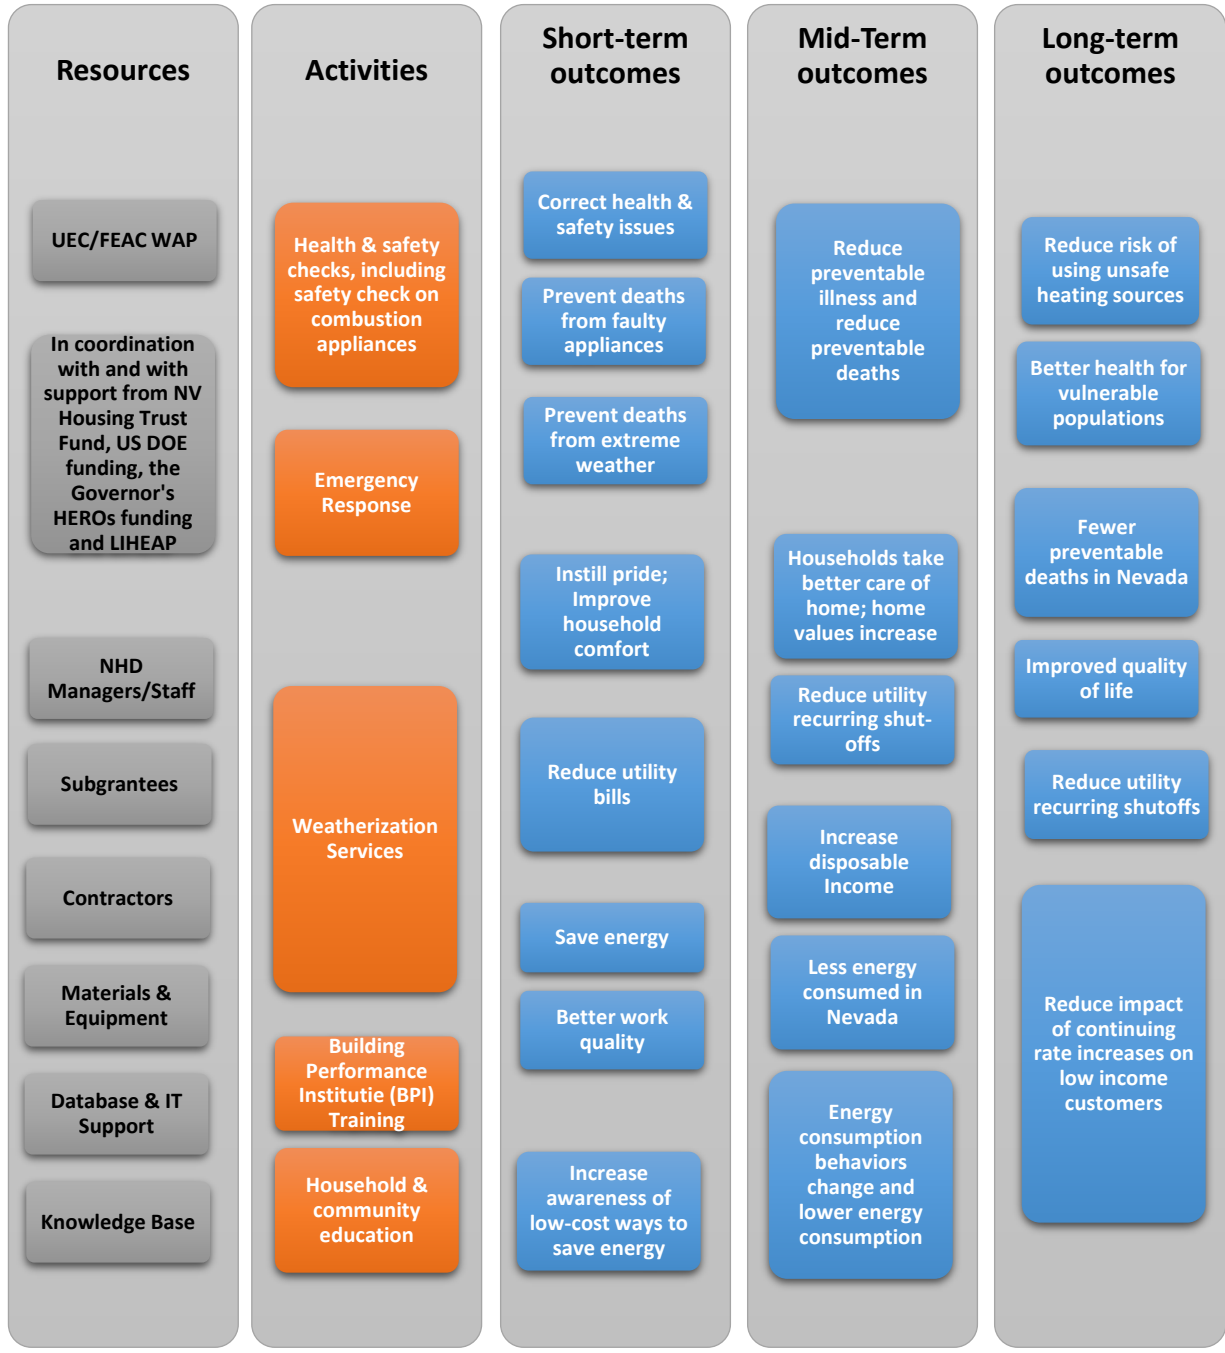 Resources
UEC/FEAC WAP
In coordination
with and with
support from NV
Housing Trust
Fund, US DOE
funding, the
Governor's
HEROs funding
and LIHEAP
NHD
Managers/Staff
Subgrantees
Contractors
Materials &
Equipment
Database & IT
Support
Knowledge Base
Activities
Health & safety
checks, including
safety check on
combustion
appliances
Emergency
Response
Weatherization
Services
Building
Performance
Institutie (BPI)
Training
Household &
community
education
Short-term
outcomes
Correct health &
safety issues
Prevent deaths
from faulty
appliances
Prevent deaths
from extreme
weather
Instill pride;
Improve
household
comfort
Reduce utility
bills
Save energy
Better work
quality
Increase
awareness of
low-cost ways to
save energy
Mid-Term
outcomes
Reduce
preventable
illness and
reduce
preventable
deaths
Households take
better care of
home; home
values increase
Reduce utility
recurring shut-
offs
Increase
disposable
Income
Less energy
consumed in
Nevada
Energy
consumption
behaviors
change and
lower energy
consumption
Long-term
outcomes
Reduce risk of
using unsafe
heating sources
Better health for
vulnerable
populations
Fewer
preventable
deaths in Nevada
Improved quality
of life
Reduce utility
recurring shutoffs
Reduce impact
of continuing
rate increases on
low income
customers